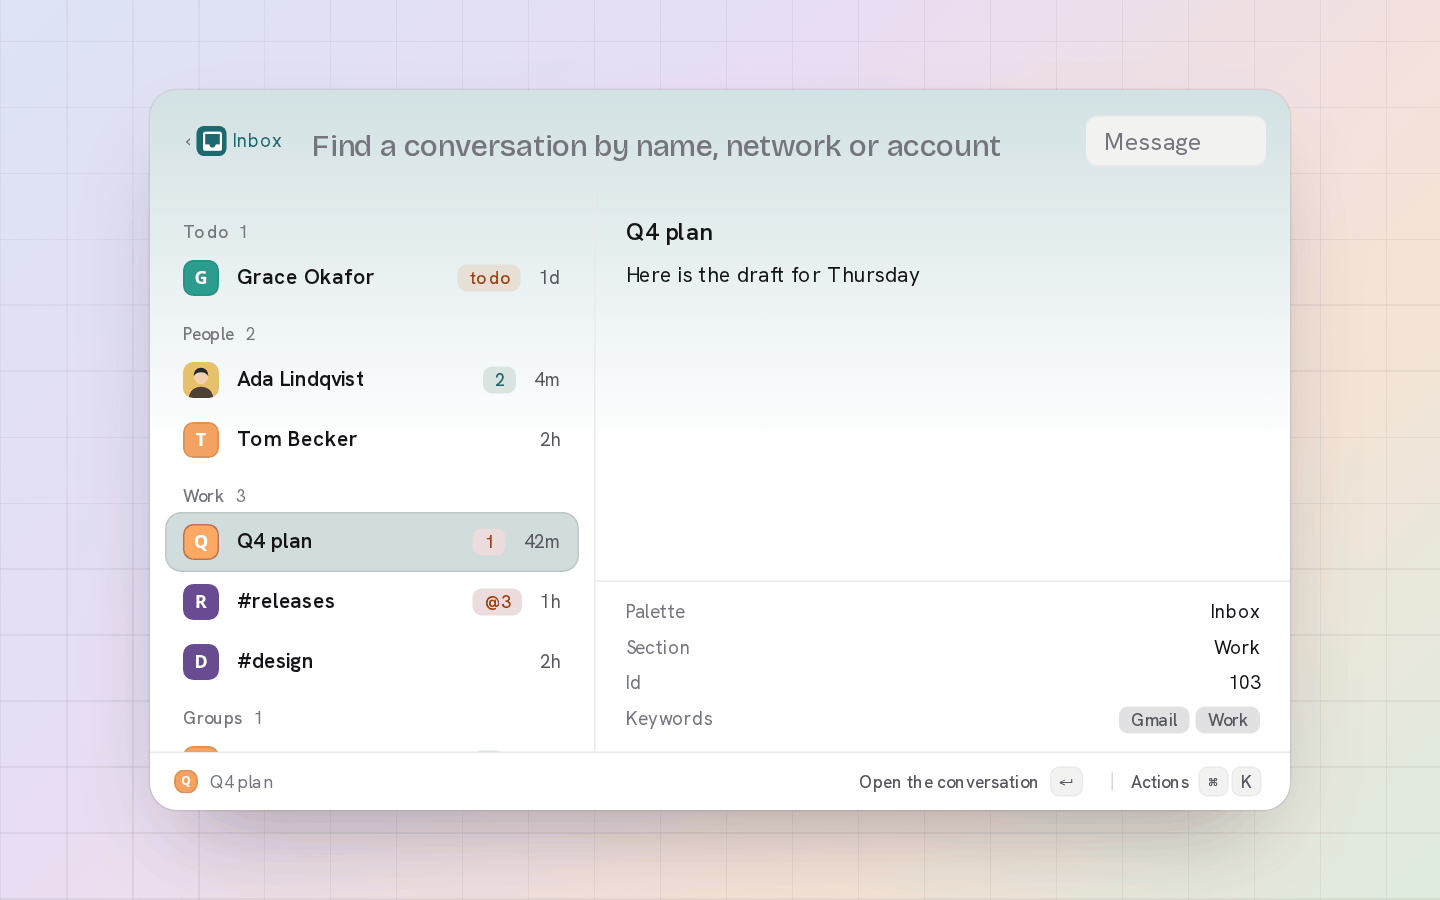 ‹ Inbox Find a conversation by name, network or account Message
Todo 1
G Grace Okafor todo 1d
People 2
Ada Lindqvist 2 4m
T Tom Becker 2h
Work 3
Q Q4 plan 1 42m
R #releases @3 1h
D #design 2h
Groups 1
Q4 plan
Here is the draft for Thursday
Palette Inbox
Section Work
Id 103
Keywords Gmail Work
Q Q4 plan
Open the conversation ↵ | Actions ⌘ K